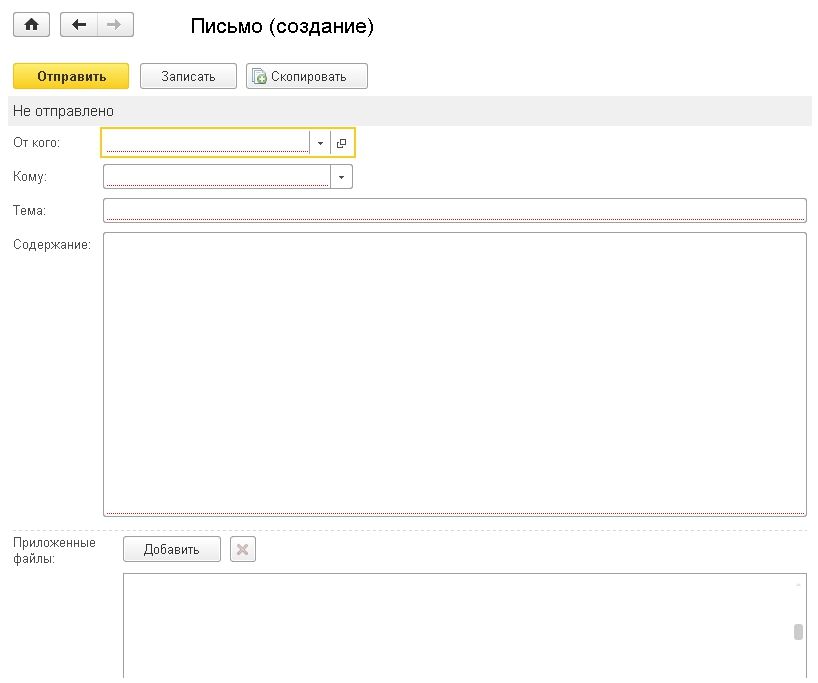 Письмо (создание)
Отправить Записать Скопировать
Не отправлено
От кого:
Кому:
Тема:
Содержание:
Приложенные
файлы:
Добавить